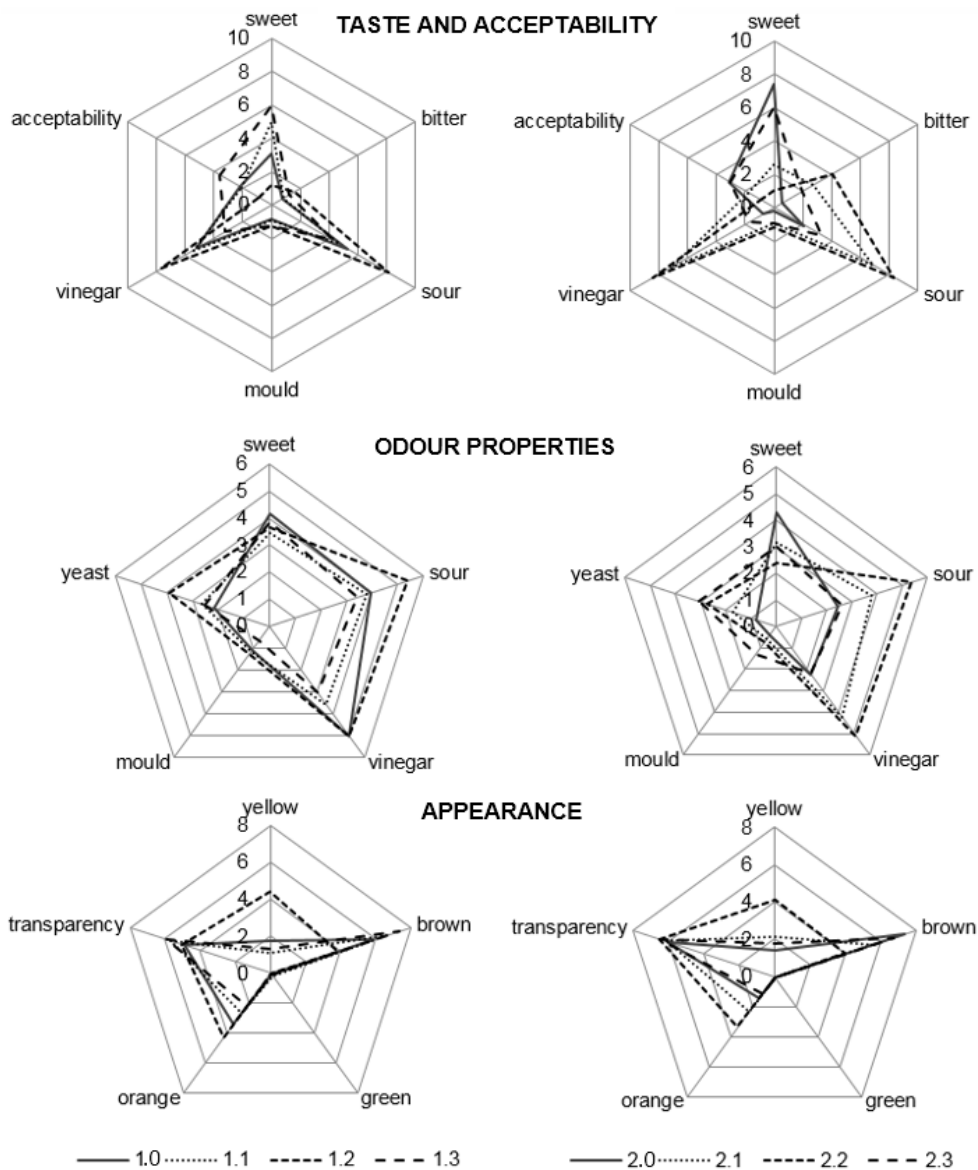 TASTE AND ACCEPTABILITY
sweet
10
8
6
4
2
0
bitter
sour
mould
vinegar
acceptability
sweet
10
8
6
4
2
0
bitter
sour
mould
vinegar
acceptability
ODOUR PROPERTIES
sweet
6
5
4
3
2
1
0
sour
vinegar
mould
yeast
sweet
6
5
4
3
2
1
0
sour
vinegar
mould
yeast
APPEARANCE
yellow
8
6
4
2
0
brown
green
orange
transparency
yellow
8
6
4
2
0
brown
green
orange
transparency
1.0 1.1 1.2 1.3
2.0 2.1 2.2 2.3